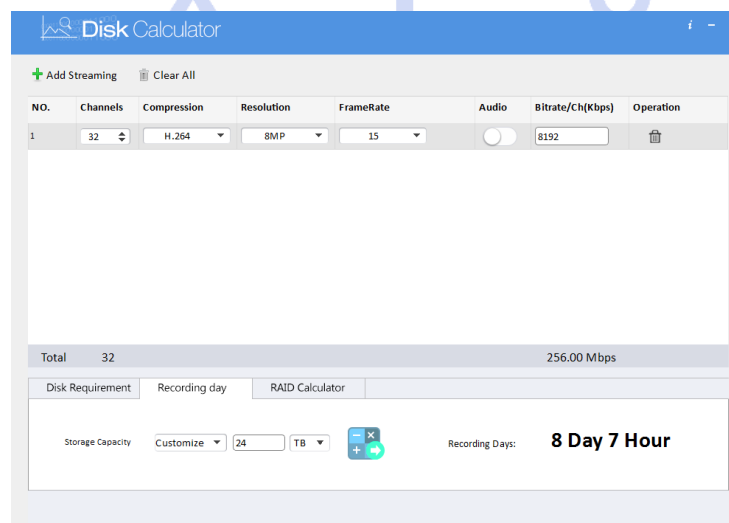 Disk Calculator
i
Add Streaming Clear All
NO. Channels Compression Resolution FrameRate Audio Bitrate/Ch(Kbps) Operation
1 32 H.264 8MP 15 8192
Total 32 256.00 Mbps
Disk Requirement Recording day RAID Calculator
Storage Capacity Customize 24 TB Recording Days: 8 Day 7 Hour